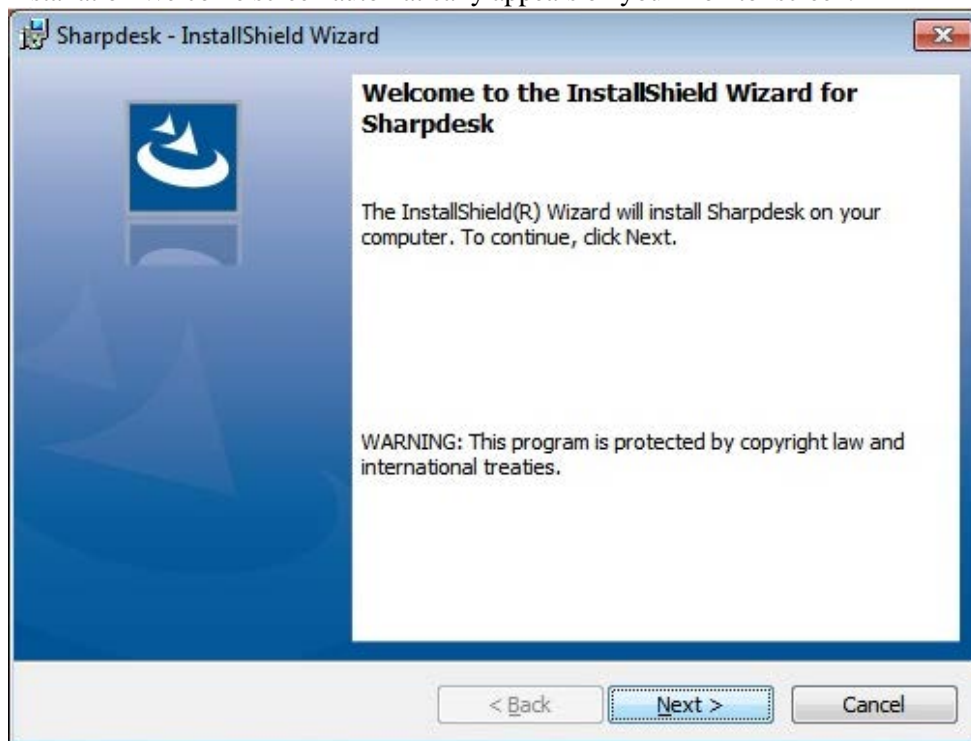 Sharpdesk - InstallShield Wizard
Welcome to the InstallShield Wizard for
Sharpdesk
The InstallShield(R) Wizard will install Sharpdesk on your
computer. To continue, click Next.
WARNING: This program is protected by copyright law and
international treaties.
< Back Next > Cancel